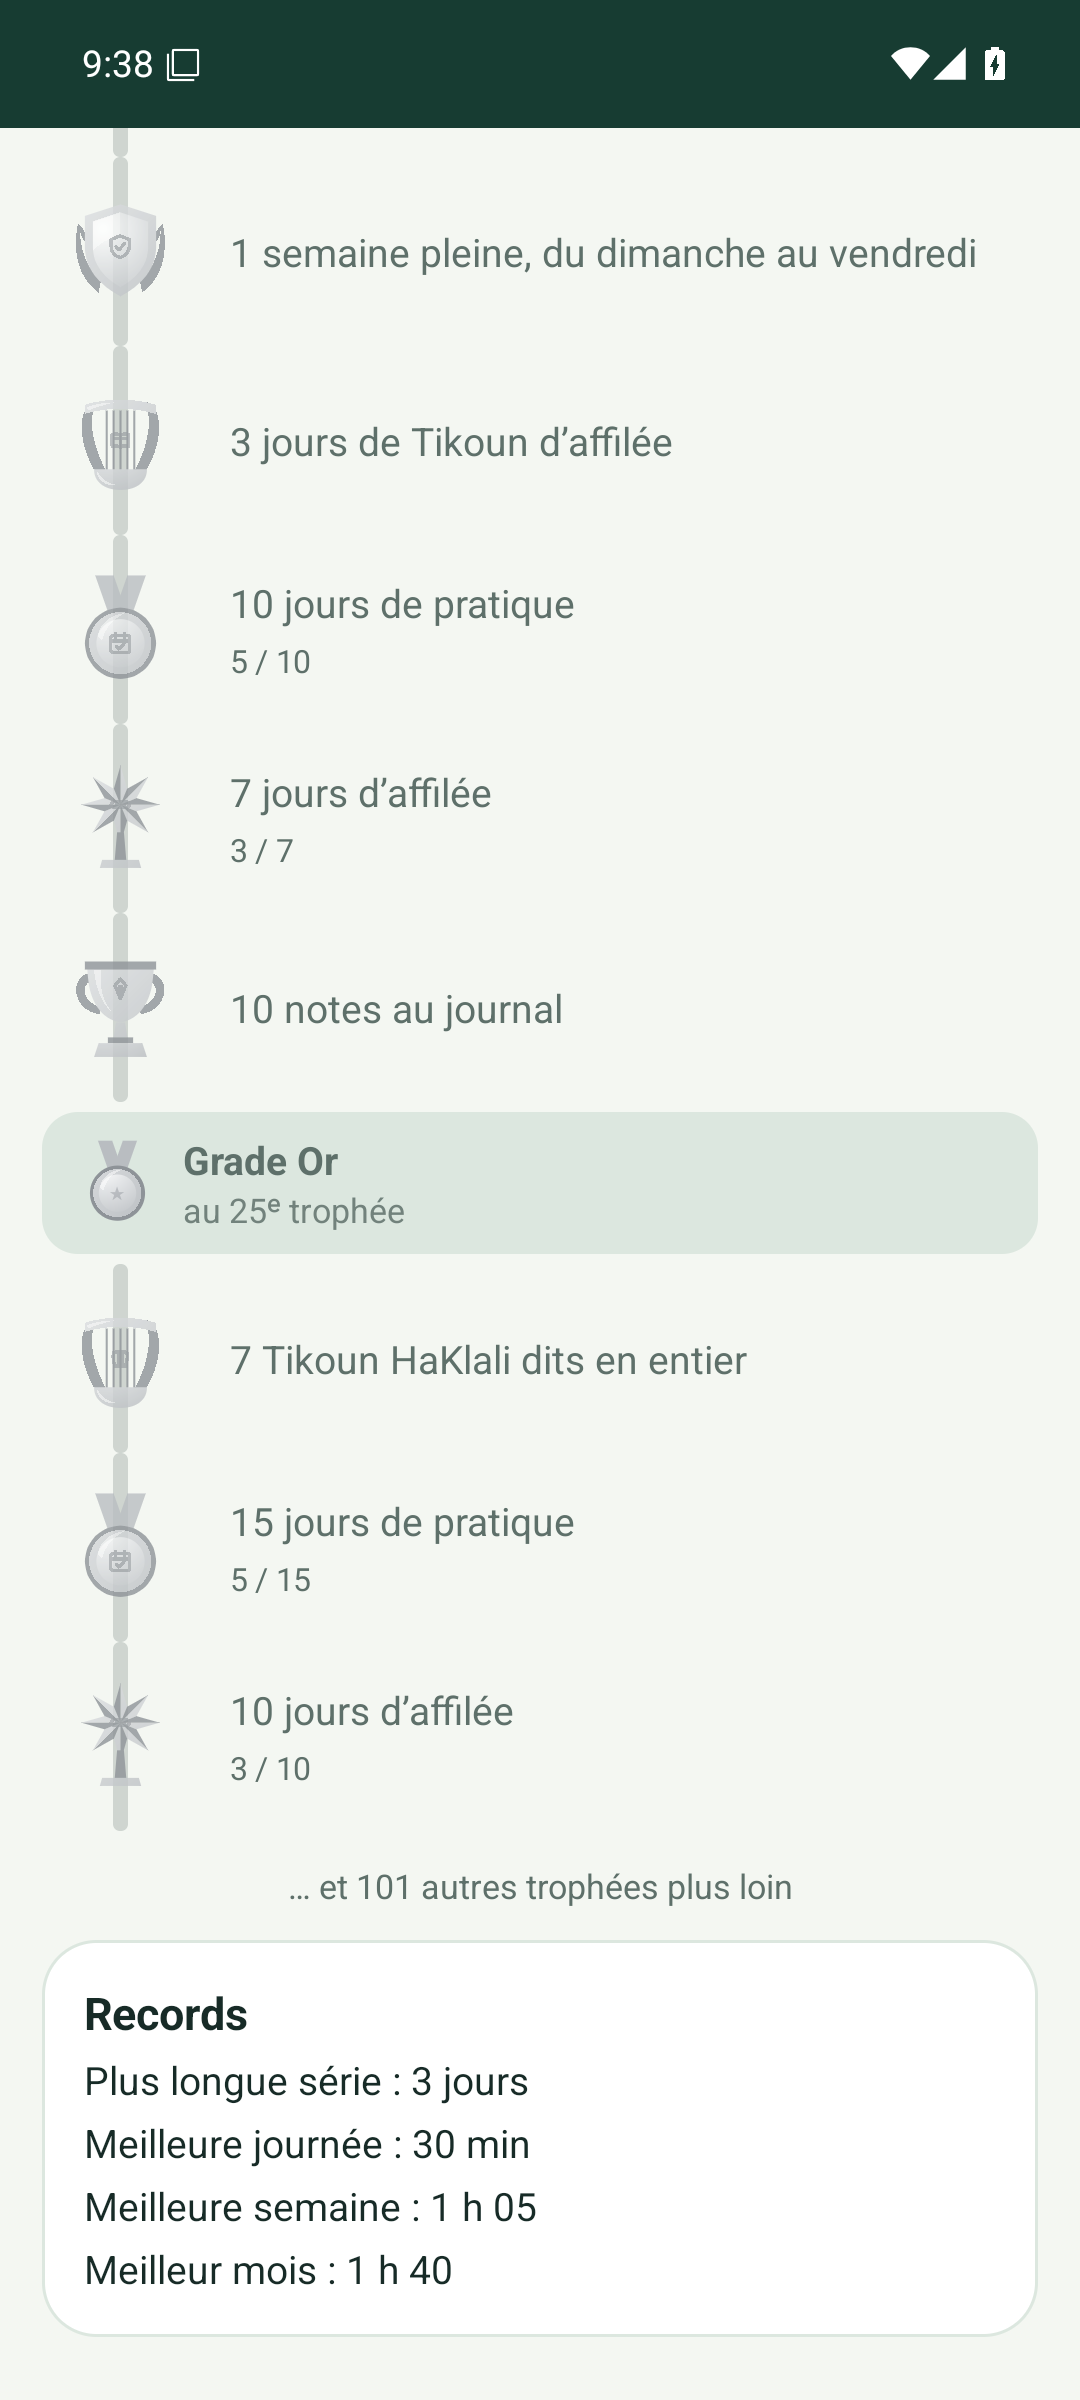 9:38
1 semaine pleine, du dimanche au vendredi
3 jours de Tikoun d’affilée
10 jours de pratique
5 / 10
7 jours d’affilée
3 / 7
10 notes au journal
Grade Or
au 25ᵉ trophée
7 Tikoun HaKlali dits en entier
15 jours de pratique
5 / 15
10 jours d’affilée
3 / 10
… et 101 autres trophées plus loin
Records
Plus longue série : 3 jours
Meilleure journée : 30 min
Meilleure semaine : 1 h 05
Meilleur mois : 1 h 40